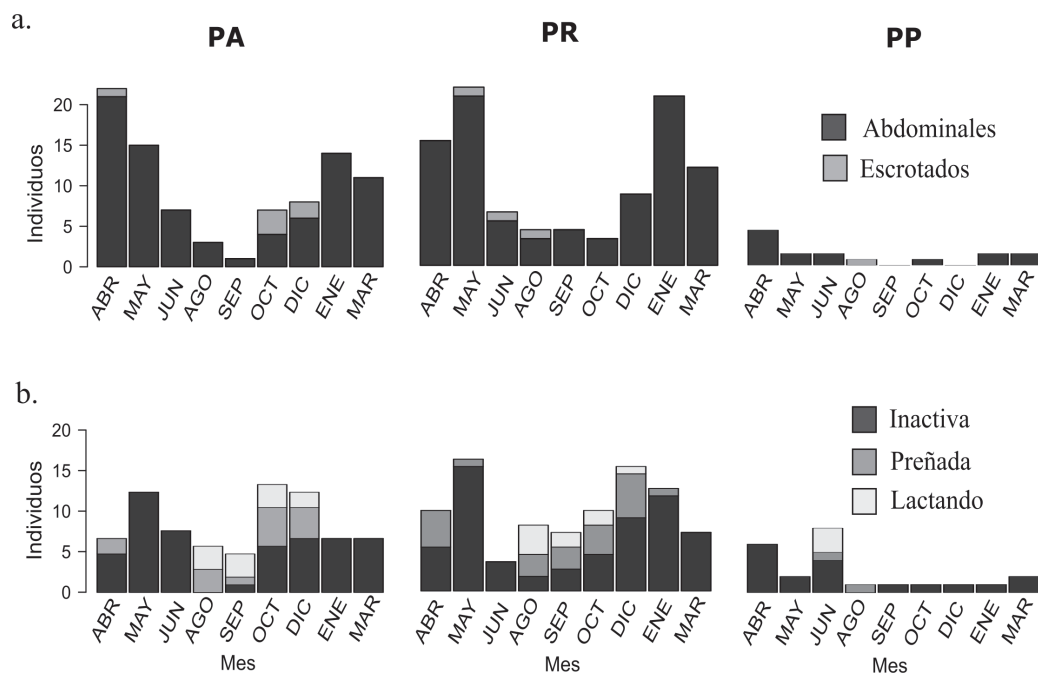 a.
PA PR PP
Individuos
20
15
10
5
0
ABR MAY JUN AGO SEP OCT DIC ENE MAR
ABR MAY JUN AGO SEP OCT DIC ENE MAR
ABR MAY JUN AGO SEP OCT DIC ENE MAR
Abdominales
Escrotados
b.
Individuos
20
15
10
5
0
ABR MAY JUN AGO SEP OCT DIC ENE MAR
ABR MAY JUN AGO SEP OCT DIC ENE MAR
ABR MAY JUN AGO SEP OCT DIC ENE MAR
Inactiva
Preñada
Lactando
Mes Mes Mes